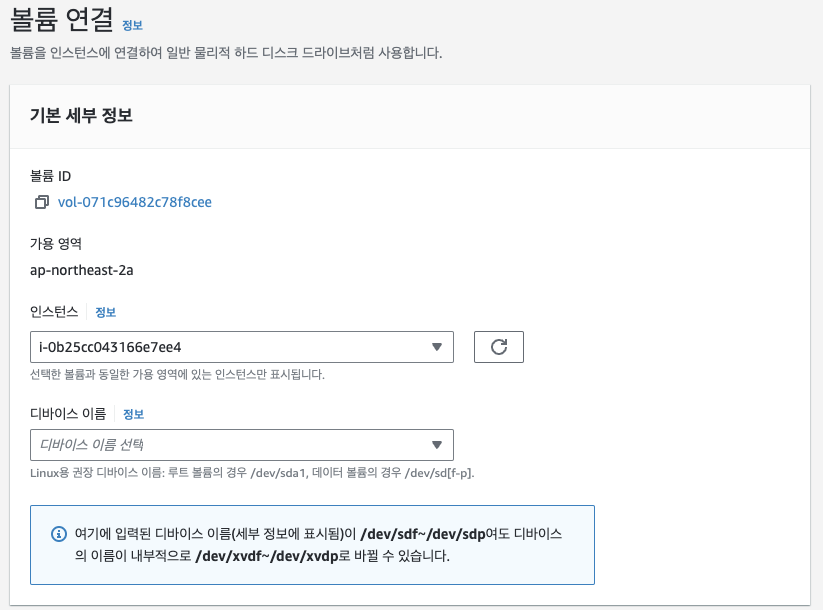 볼륨 연결 정보
볼륨을 인스턴스에 연결하여 일반 물리적 하드 디스크 드라이브처럼 사용합니다.
기본 세부 정보
볼륨 ID
vol-071c96482c78f8cee
가용 영역
ap-northeast-2a
인스턴스 정보
i-0b25cc043166e7ee4
선택한 볼륨과 동일한 가용 영역에 있는 인스턴스만 표시됩니다.
디바이스 이름 정보
디바이스 이름 선택
Linux용 권장 디바이스 이름: 루트 볼륨의 경우 /dev/sda1, 데이터 볼륨의 경우 /dev/sd[f-p].
여기에 입력된 디바이스 이름(세부 정보에 표시됨)이 /dev/sdf~/dev/sdp여도 디바이스
의 이름이 내부적으로 /dev/xvdf~/dev/xvdp로 바뀔 수 있습니다.